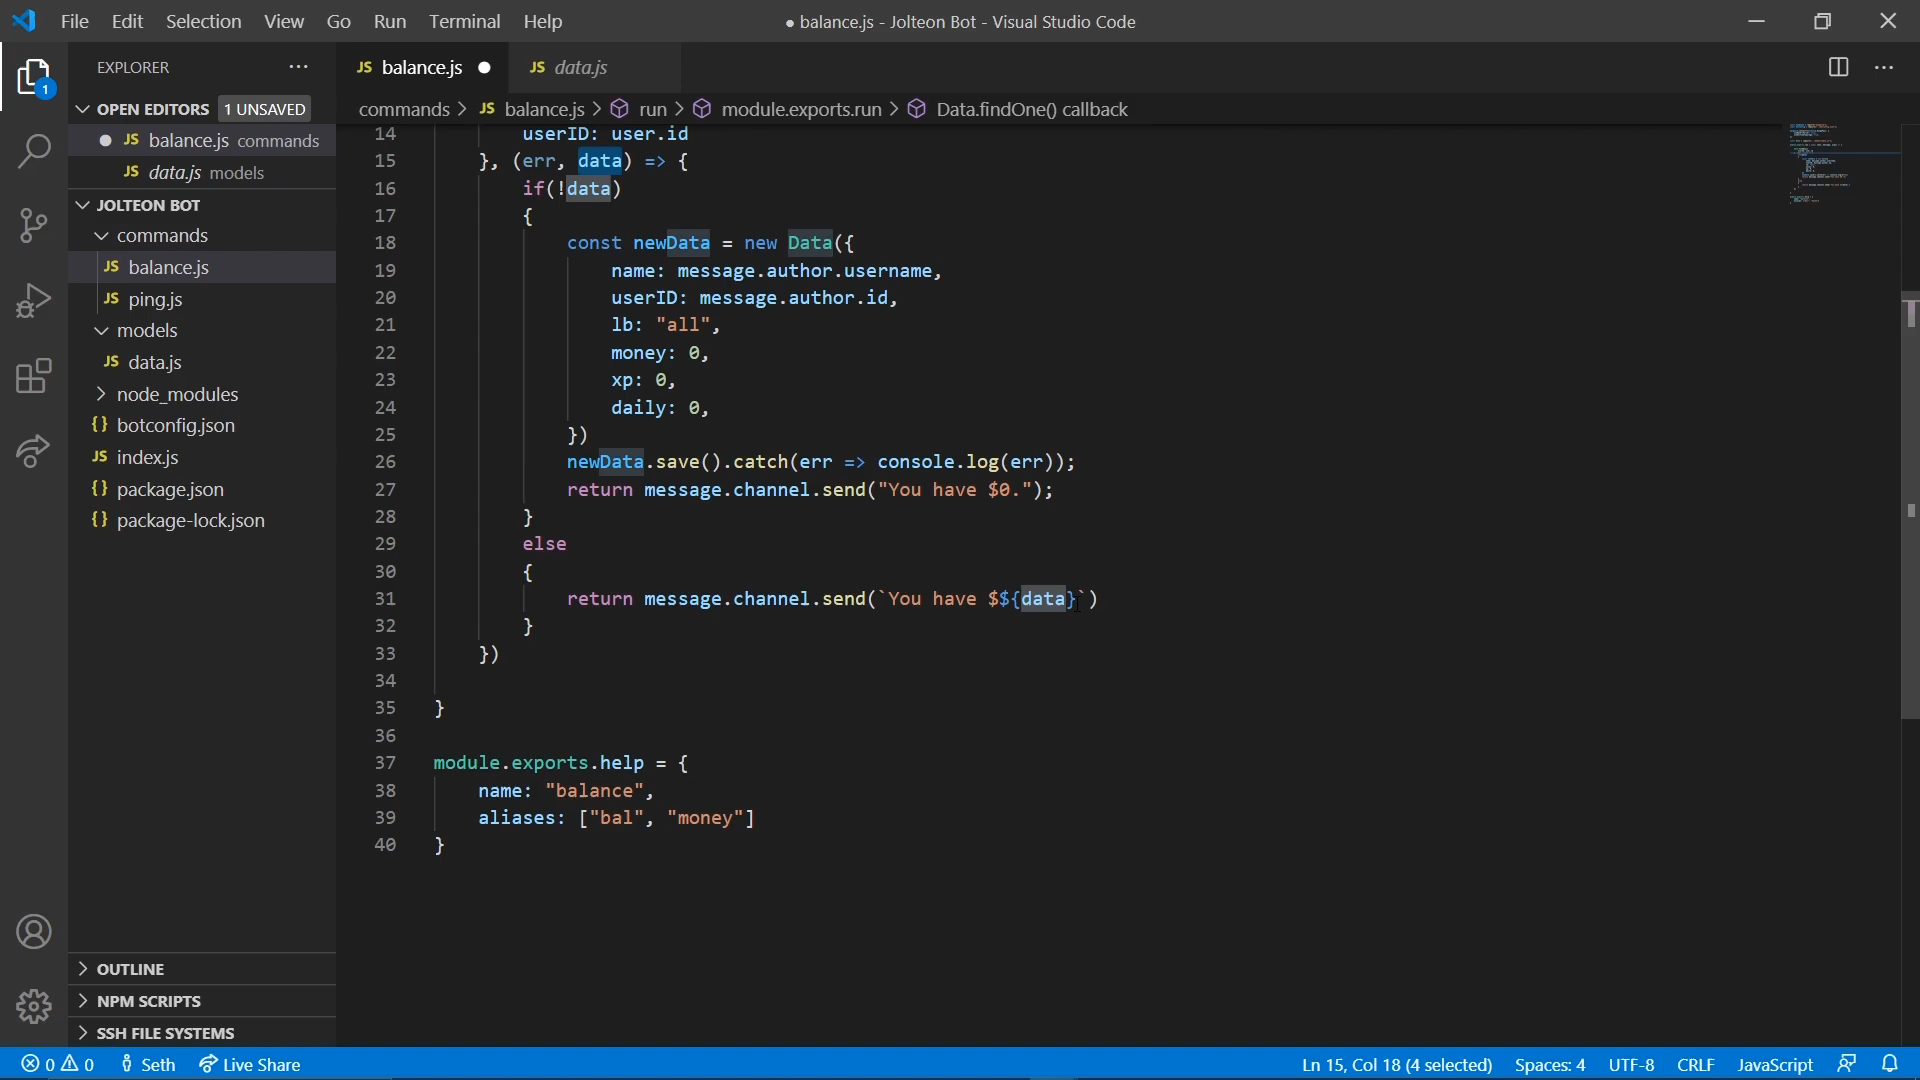 File Edit Selection View Go Run Terminal Help
● balance.js - Jolteon Bot - Visual Studio Code
EXPLORER
OPEN EDITORS 1 UNSAVED
JS balance.js commands
JS data.js models
JOLTEON BOT
commands
JS balance.js
JS ping.js
models
JS data.js
node_modules
{} botconfig.json
JS index.js
{} package.json
{} package-lock.json
OUTLINE
NPM SCRIPTS
SSH FILE SYSTEMS
1
JS balance.js ● JS data.js
commands > JS balance.js > run > module.exports.run > Data.findOne() callback
14 userID: user.id
15 }, (err, data) => {
16 if(!data)
17 {
18 const newData = new Data({
19 name: message.author.username,
20 userID: message.author.id,
21 lb: "all",
22 money: 0,
23 xp: 0,
24 daily: 0,
25 })
26 newData.save().catch(err => console.log(err));
27 return message.channel.send("You have $0.");
28 }
29 else
30 {
31 return message.channel.send(`You have $${data}`)
32 }
33 })
34
35 }
36
37 module.exports.help = {
38 name: "balance",
39 aliases: ["bal", "money"]
40 }
0 0 Seth Live Share
Ln 15, Col 18 (4 selected) Spaces: 4 UTF-8 CRLF JavaScript